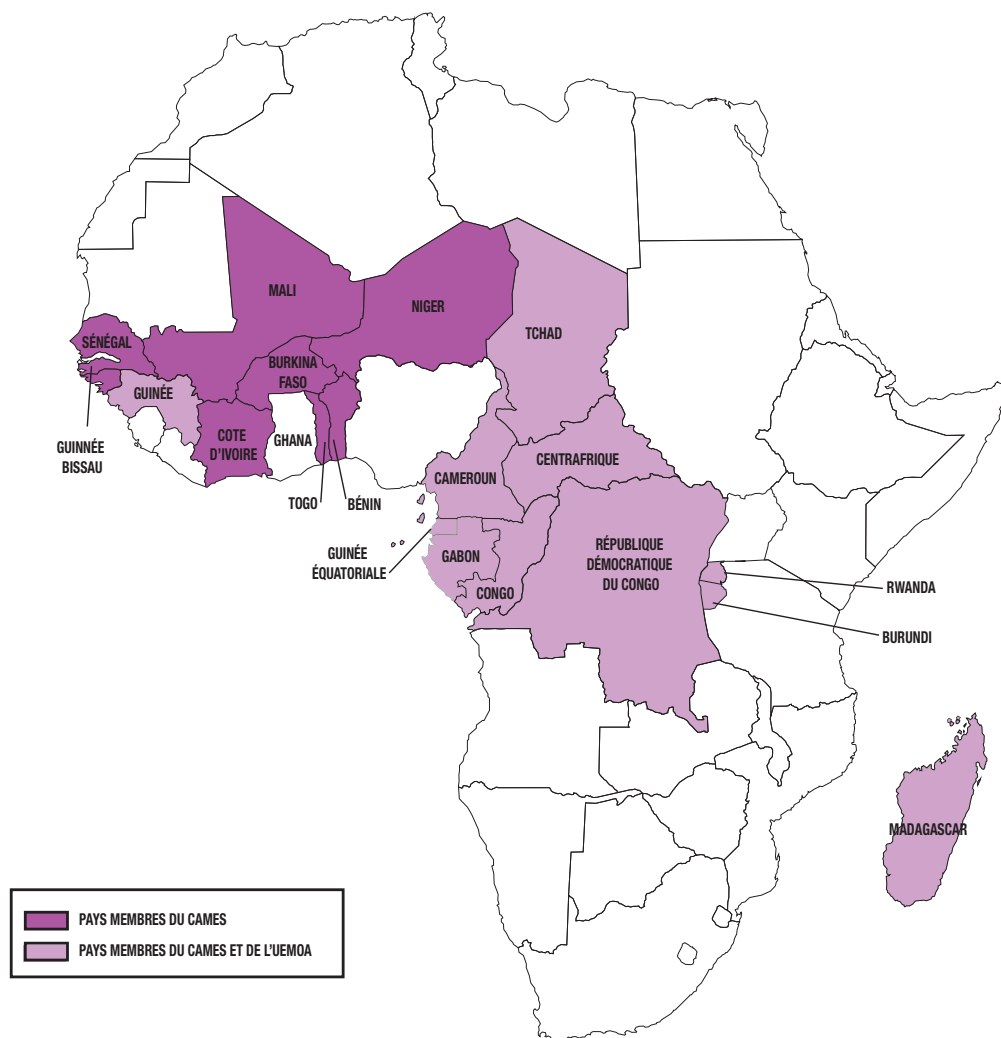 MALI
NIGER
TCHAD
SÉNÉGAL
BURKINA
FASO
GUINÉE
GUINNÉE
BISSAU
COTE
D'IVOIRE
GHANA
TOGO
BÉNIN
CENTRAFRIQUE
CAMEROUN
GUINÉE
ÉQUATORIALE
GABON
CONGO
RÉPUBLIQUE
DÉMOCRATIQUE
DU CONGO
RWANDA
BURUNDI
MADAGASCAR
PAYS MEMBRES DU CAMES
PAYS MEMBRES DU CAMES ET DE L'UEMOA